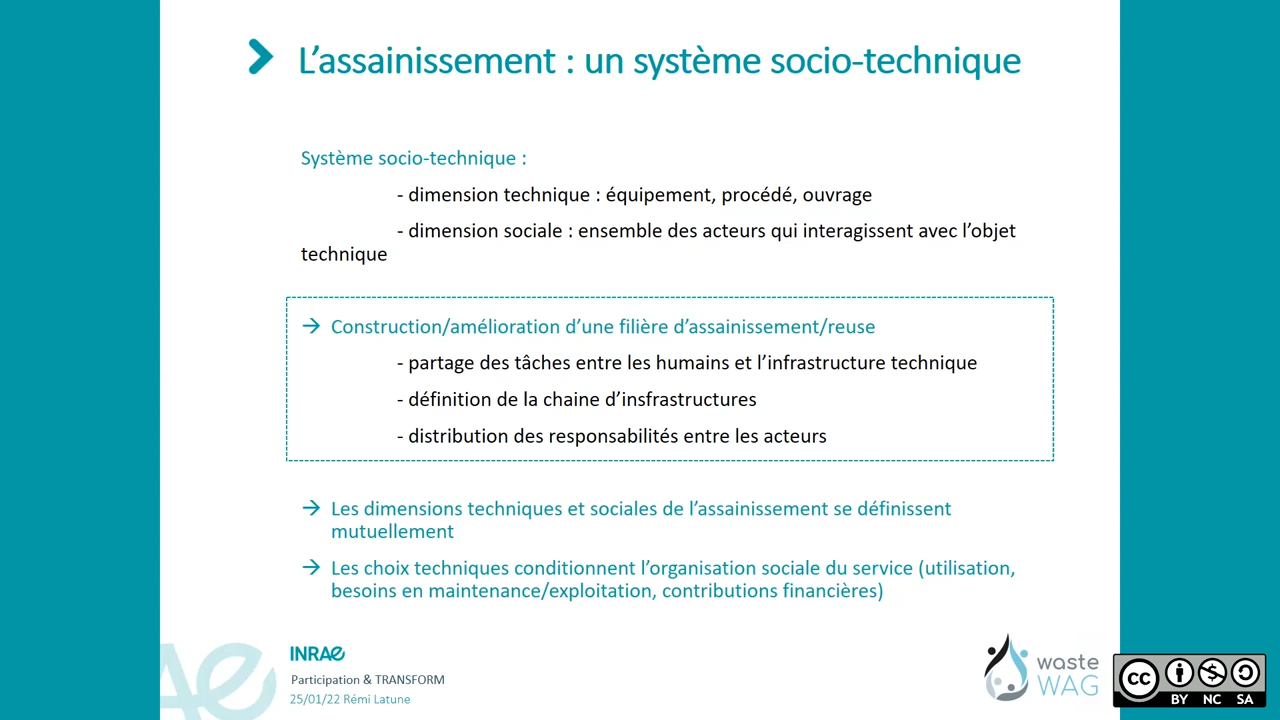 L’assainissement : un système socio-technique
Système socio-technique :
- dimension technique : équipement, procédé, ouvrage
- dimension sociale : ensemble des acteurs qui interagissent avec l’objet
technique
→ Construction/amélioration d’une filière d’assainissement/reuse
- partage des tâches entre les humains et l’infrastructure technique
- définition de la chaine d’insfrastructures
- distribution des responsabilités entre les acteurs
→ Les dimensions techniques et sociales de l’assainissement se définissent
mutuellement
→ Les choix techniques conditionnent l’organisation sociale du service (utilisation,
besoins en maintenance/exploitation, contributions financières)
INRAE
Participation & TRANSFORM
25/01/22 Rémi Latune
waste
WAG
cc
BY NC SA